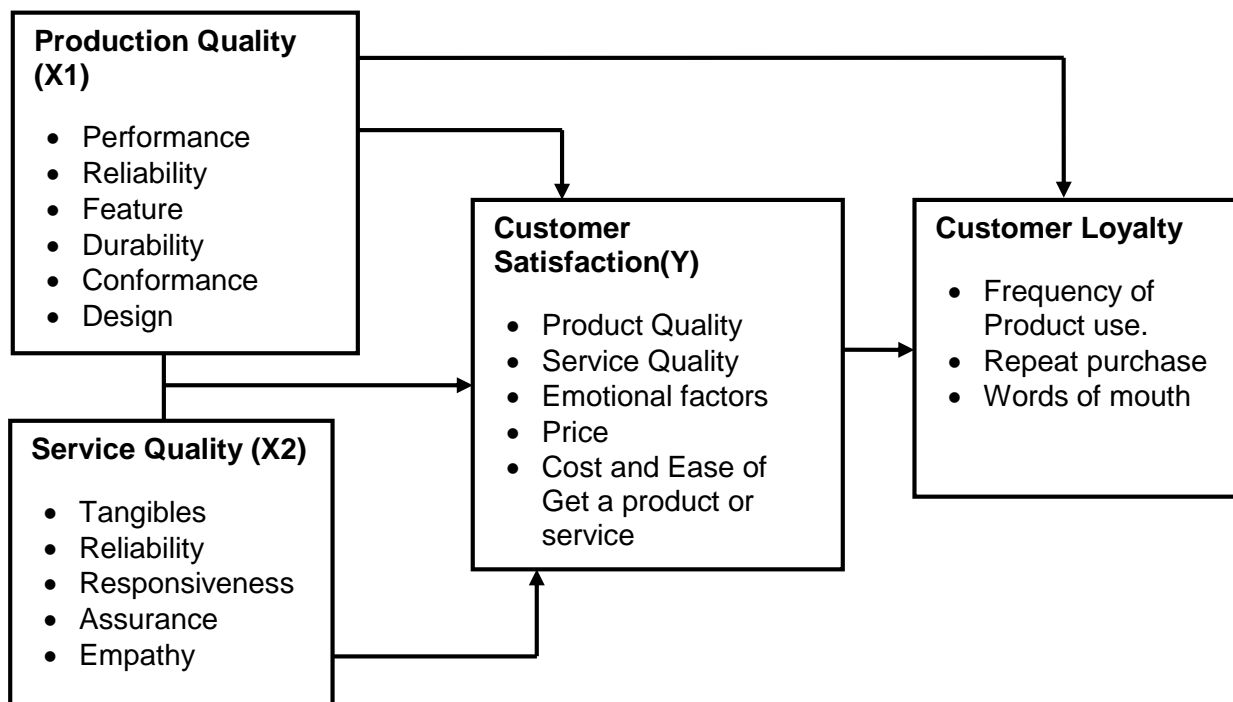 Production Quality
(X1)
• Performance
• Reliability
• Feature
• Durability
• Conformance
• Design
Service Quality (X2)
• Tangibles
• Reliability
• Responsiveness
• Assurance
• Empathy
Customer
Satisfaction(Y)
• Product Quality
• Service Quality
• Emotional factors
• Price
• Cost and Ease of
Get a product or
service
Customer Loyalty
• Frequency of
Product use.
• Repeat purchase
• Words of mouth